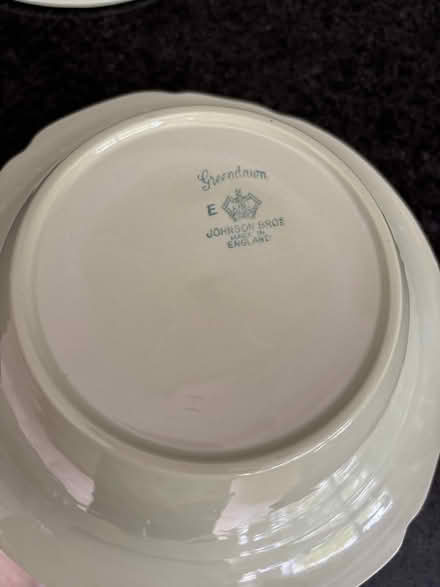 Greendawn
E
JOHNSON BROS
MADE IN
ENGLAND